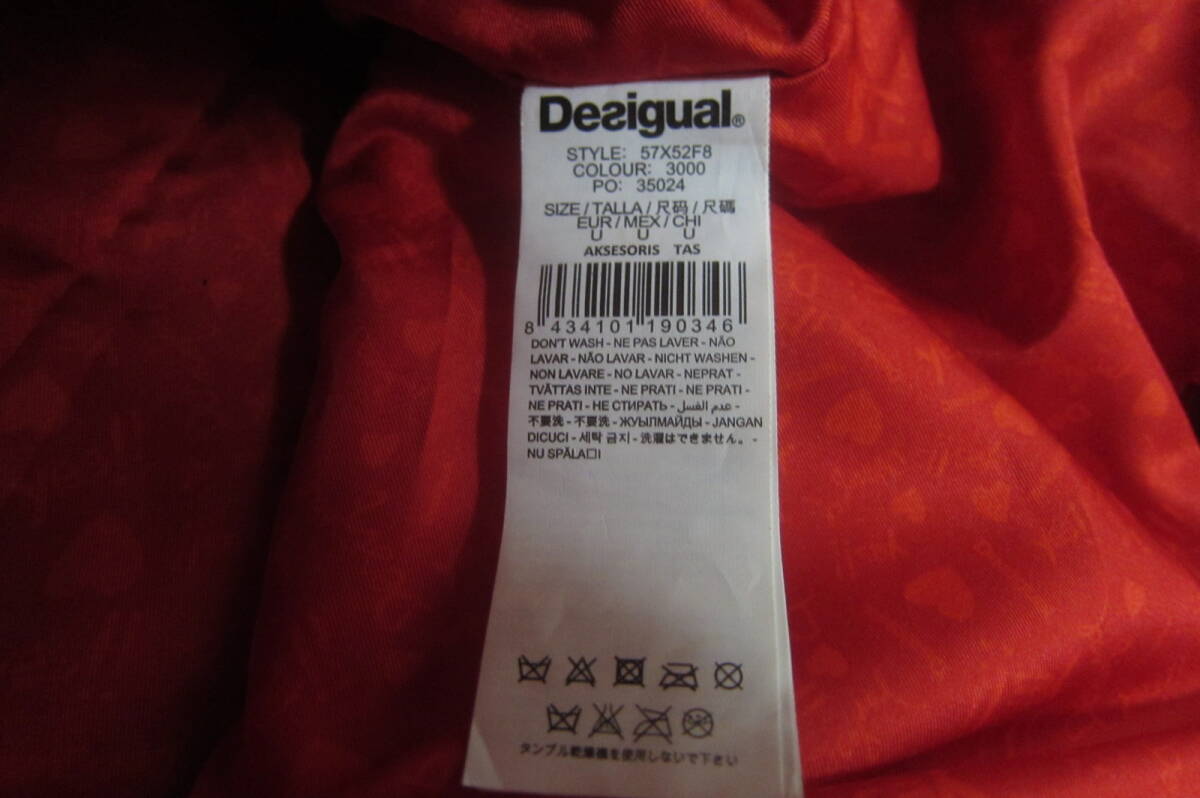 Desigual®
STYLE: 57X52F8
COLOUR: 3000
PO: 35024
SIZE / TALLA / 尺码 / 尺碼
EUR / MEX / CHI
U U U
AKSESORIS TAS
8 434101 190346
DON'T WASH - NE PAS LAVER - NÃO
LAVAR - NÃO LAVAR - NICHT WASHEN -
NON LAVARE - NO LAVAR - NEPRAT -
TVÄTTAS INTE - NE PRATI - NE PRATI -
NE PRATI - НЕ СТИРАТЬ - عدم الغسل -
不要洗 - 不要洗 - ЖУЫЛМАЙДЫ - JANGAN
DICUCI - 세탁 금지 - 洗濯はできません。 -
NU SPĂLA□I
タンブル乾燥機を使用しないで下さい